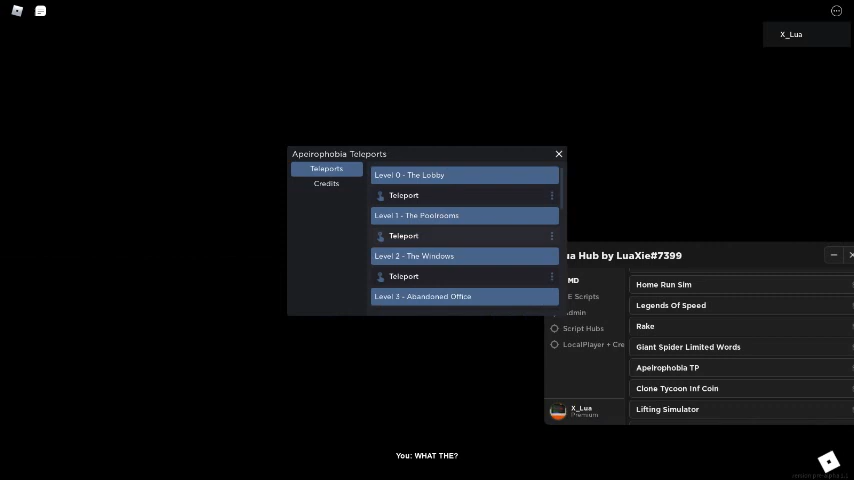 X_Lua
Apeirophobia Teleports
Teleports
Credits
Level 0 - The Lobby
Teleport
Level 1 - The Poolrooms
Teleport
Level 2 - The Windows
Teleport
Level 3 - Abandoned Office
ua Hub by LuaXie#7399
MD
E Scripts
dmin
Script Hubs
LocalPlayer + Cre
X_Lua
Premium
Home Run Sim
Legends Of Speed
Rake
Giant Spider Limited Words
Apeirophobia TP
Clone Tycoon Inf Coin
Lifting Simulator
You: WHAT THE?